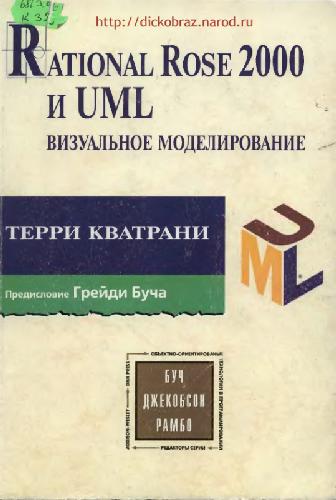 http://dickobraz.narod.ru
RATIONAL ROSE 2000
И UML
ВИЗУАЛЬНОЕ МОДЕЛИРОВАНИЕ
ТЕРРИ КВАТРАНИ
UML
Предисловие Грейди Буча
ОБЪЕКТНО-ОРИЕНТИРОВАННЫЕ
БУЧ
ДЖЕКОБСОН
РАМБО
РЕДАКТОРЫ СЕРИИ